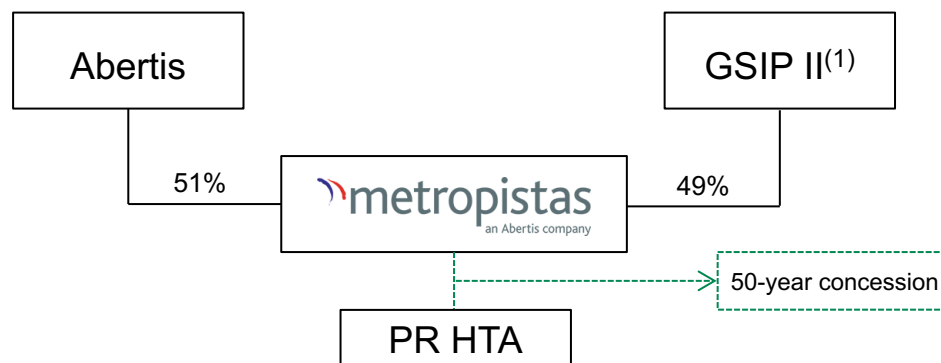 Abertis
GSIP II(1)
51%
metropistas
an Abertis company
49%
50-year concession
PR HTA